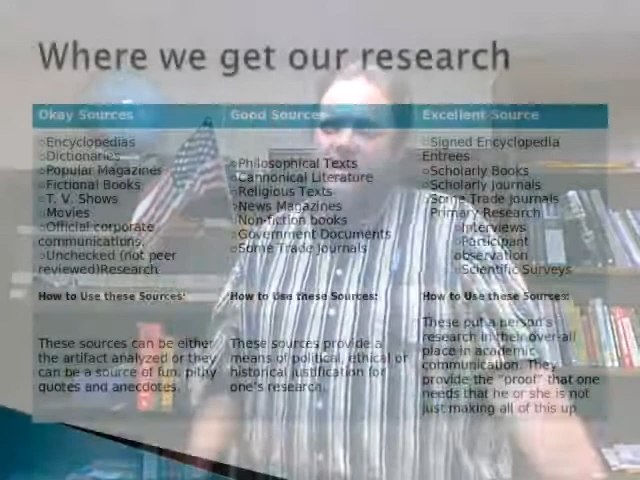 Where we get our research
Okay Sources
○Encyclopedias
○Dictionaries
○Popular Magazines
○Fictional Books
○T. V. Shows
○Movies
○Official corporate
communications.
○Unchecked (not peer
reviewed)Research
How to Use these Sources:
These sources can be either
the artifact analyzed or they
can be a source of fun, pithy
quotes and anecdotes.
Good Sources
○Philosophical Texts
○Cannonical Literature
○Religious Texts
○News Magazines
○Non-fiction books
○Government Documents
○Some Trade Journals
How to Use these Sources:
These sources provide a
means of political, ethical or
historical justification for
one's research.
Excellent Source
○Signed Encyclopedia
Entrees
○Scholarly Books
○Scholarly Journals
○Some Trade Journals
Primary Research
○Interviews
○Participant
observation
○Scientific Surveys
How to Use these Sources:
These put a person's
research in their over-all
place in academic
communication. They
provide the "proof" that one
needs that he or she is not
just making all of this up